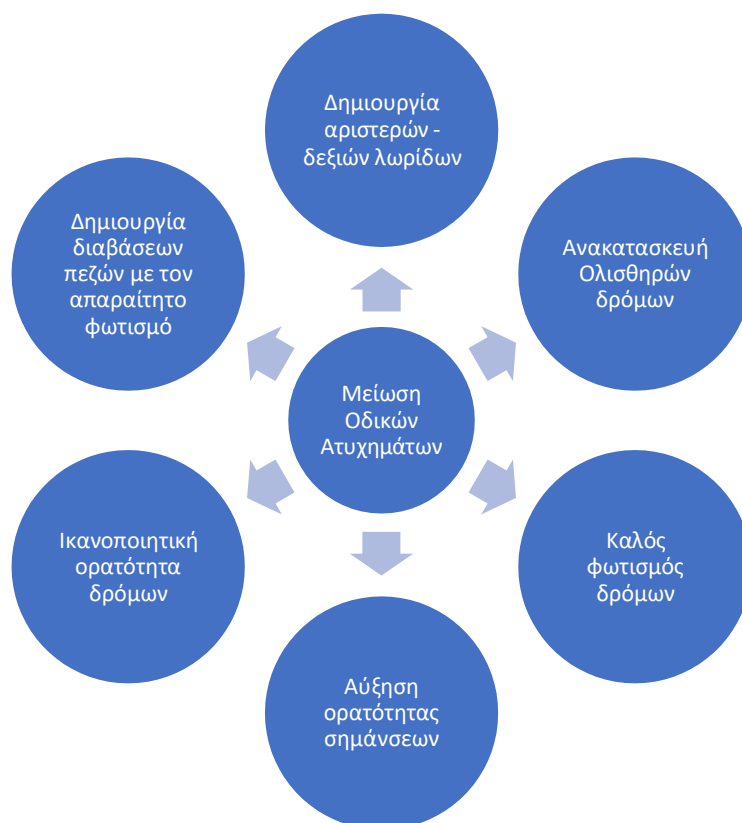 Δημιουργία
αριστερών -
δεξιών λωρίδων
Ανακατασκευή
Ολισθηρών
δρόμων
Καλός
φωτισμός
δρόμων
Αύξηση
ορατότητας
σημάνσεων
Ικανοποιητική
ορατότητα
δρόμων
Δημιουργία
διαβάσεων
πεζών με τον
απαραίτητο
φωτισμό
Μείωση
Οδικών
Ατυχημάτων